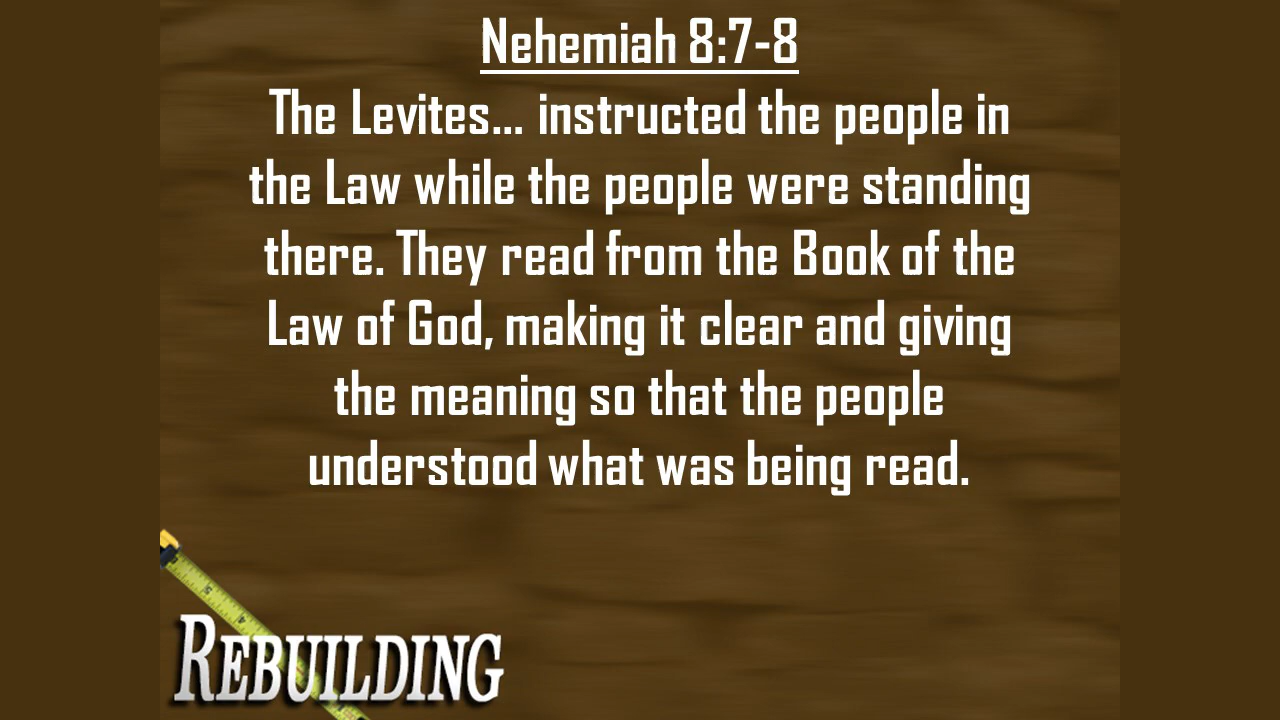 Nehemiah 8:7-8
The Levites... instructed the people in
the Law while the people were standing
there. They read from the Book of the
Law of God, making it clear and giving
the meaning so that the people
understood what was being read.
5
4
REBUILDING